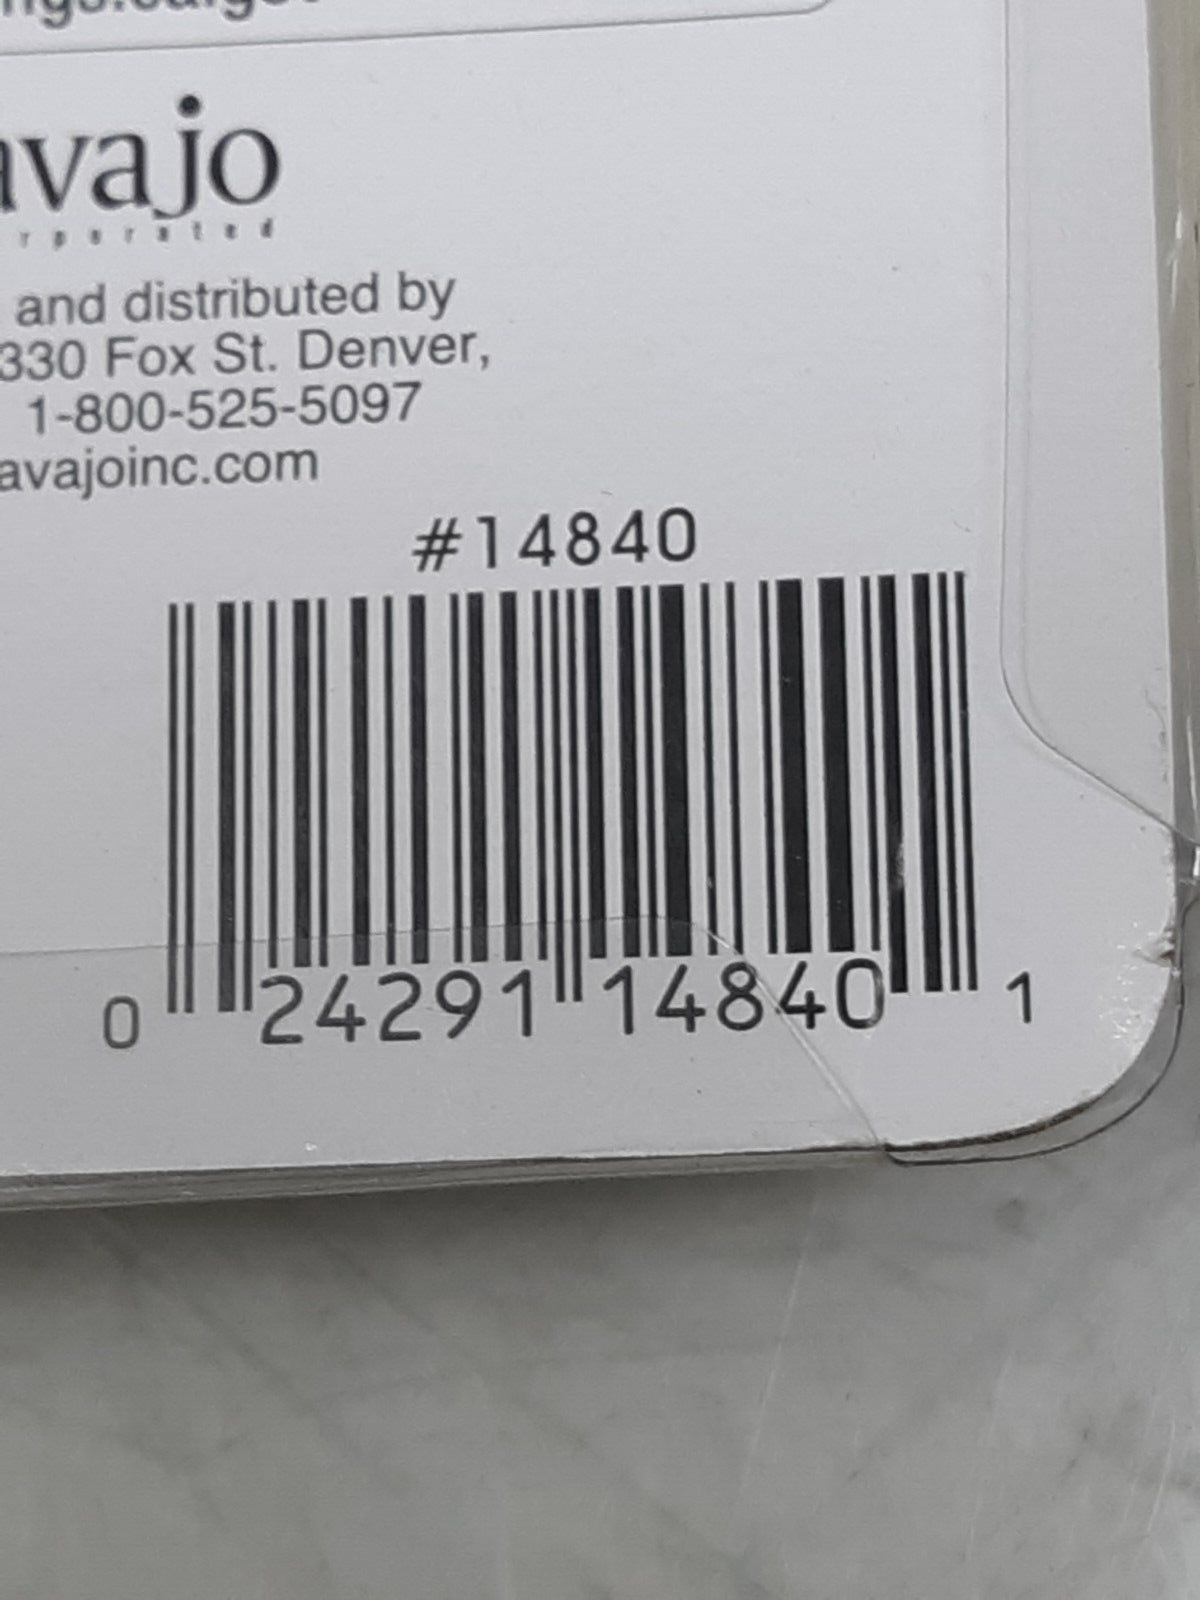 avajo
rporated
and distributed by
330 Fox St. Denver,
1-800-525-5097
avajoinc.com
#14840
0 24291 14840 1